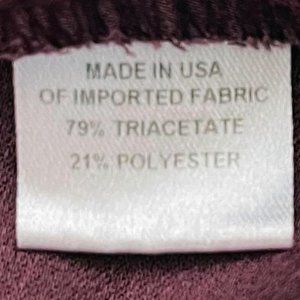 MADE IN USA
OF IMPORTED FABRIC
79% TRIACETATE
21% POLYESTER